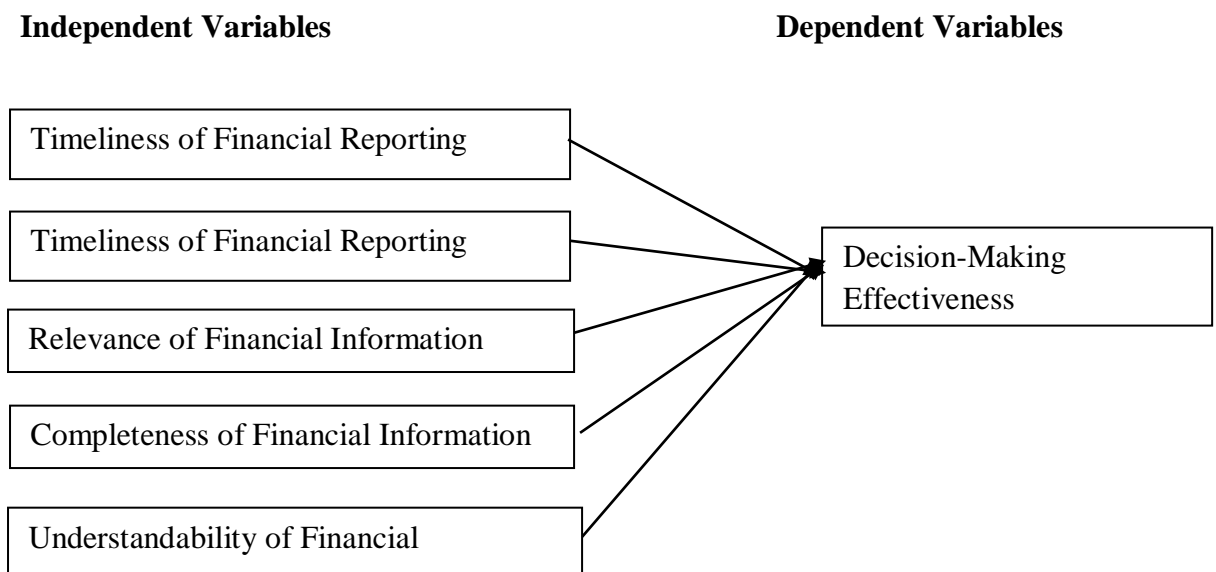 Independent Variables
Dependent Variables
Timeliness of Financial Reporting
Timeliness of Financial Reporting
Relevance of Financial Information
Completeness of Financial Information
Understandability of Financial
Decision-Making
Effectiveness